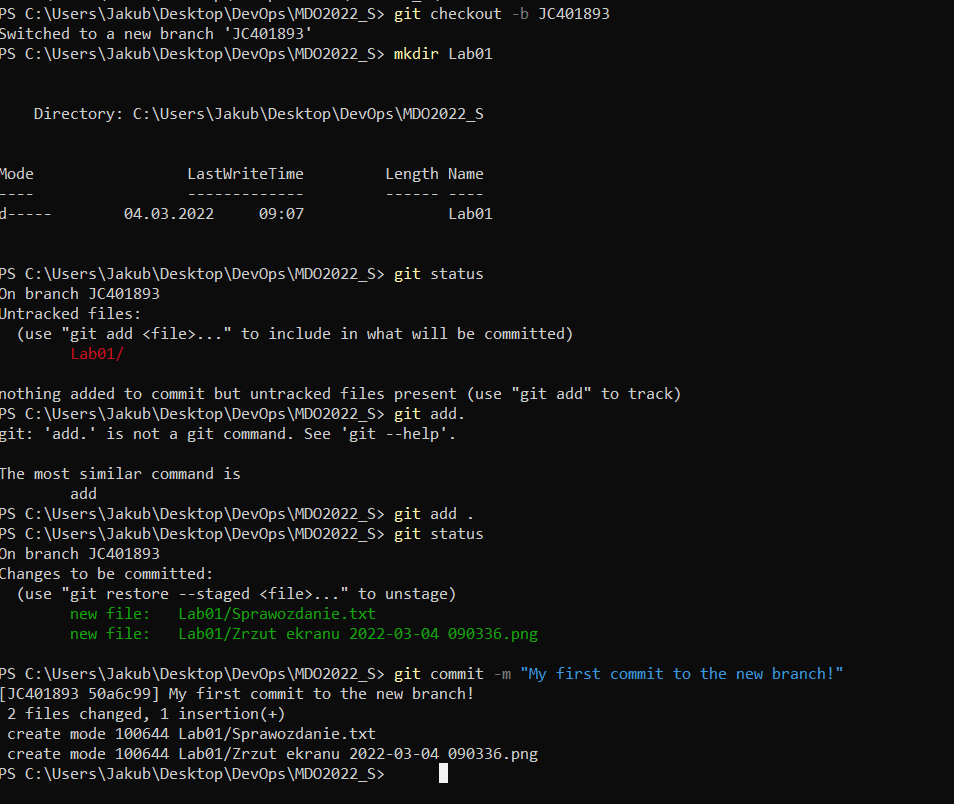 PS C:\Users\Jakub\Desktop\DevOps\MDO2022_S> git checkout -b JC401893
Switched to a new branch 'JC401893'
PS C:\Users\Jakub\Desktop\DevOps\MDO2022_S> mkdir Lab01
    Directory: C:\Users\Jakub\Desktop\DevOps\MDO2022_S
Mode                 LastWriteTime         Length Name
----                 -------------         ------ ----
d-----        04.03.2022     09:07                Lab01
PS C:\Users\Jakub\Desktop\DevOps\MDO2022_S> git status
On branch JC401893
Untracked files:
  (use "git add <file>..." to include in what will be committed)
        Lab01/
nothing added to commit but untracked files present (use "git add" to track)
PS C:\Users\Jakub\Desktop\DevOps\MDO2022_S> git add.
git: 'add.' is not a git command. See 'git --help'.
The most similar command is
        add
PS C:\Users\Jakub\Desktop\DevOps\MDO2022_S> git add .
PS C:\Users\Jakub\Desktop\DevOps\MDO2022_S> git status
On branch JC401893
Changes to be committed:
  (use "git restore --staged <file>..." to unstage)
        new file:   Lab01/Sprawozdanie.txt
        new file:   Lab01/Zrzut ekranu 2022-03-04 090336.png
PS C:\Users\Jakub\Desktop\DevOps\MDO2022_S> git commit -m "My first commit to the new branch!"
[JC401893 50a6c99] My first commit to the new branch!
 2 files changed, 1 insertion(+)
 create mode 100644 Lab01/Sprawozdanie.txt
 create mode 100644 Lab01/Zrzut ekranu 2022-03-04 090336.png
PS C:\Users\Jakub\Desktop\DevOps\MDO2022_S>